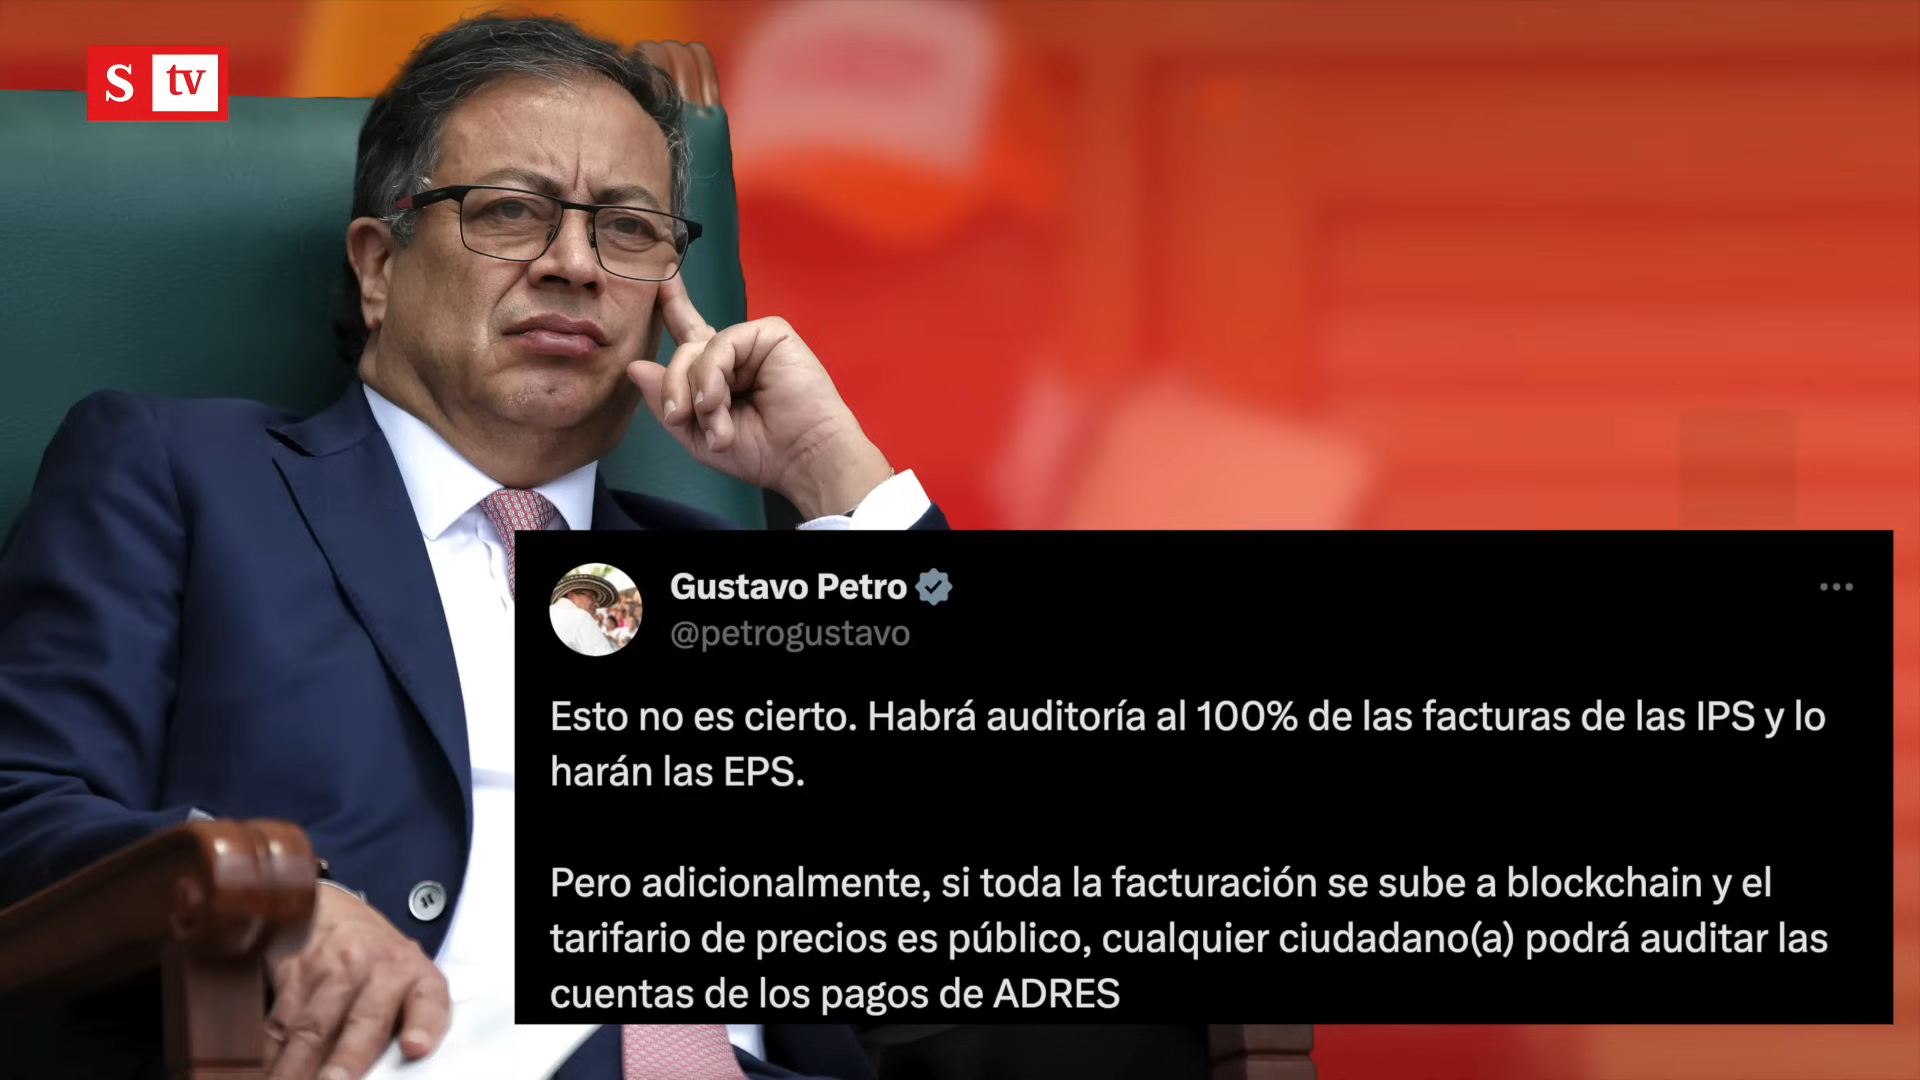 S tv
Gustavo Petro
@petrogustavo
Esto no es cierto. Habrá auditoría al 100% de las facturas de las IPS y lo
harán las EPS.
Pero adicionalmente, si toda la facturación se sube a blockchain y el
tarifario de precios es público, cualquier ciudadano(a) podrá auditar las
cuentas de los pagos de ADRES